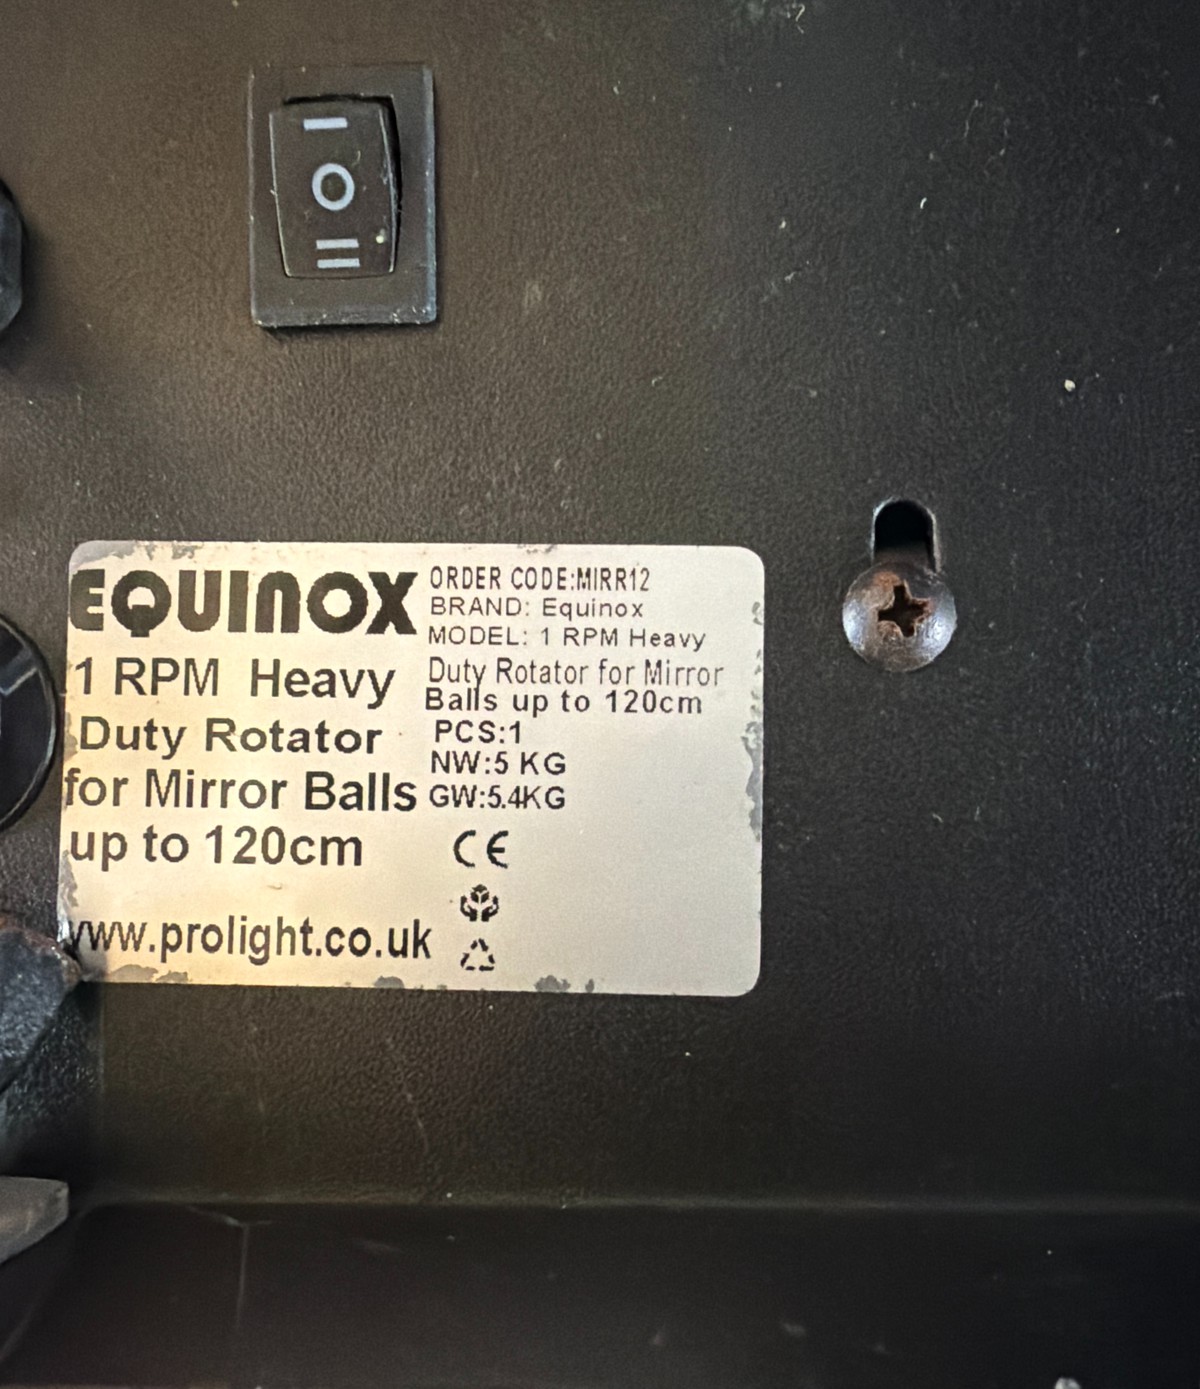 I
O
II
EQUINOX
1 RPM Heavy
Duty Rotator
for Mirror Balls
up to 120cm
www.prolight.co.uk
ORDER CODE:MIRR12
BRAND: Equinox
MODEL: 1 RPM Heavy
Duty Rotator for Mirror
Balls up to 120cm
PCS:1
NW:5 KG
GW:5.4KG
CE